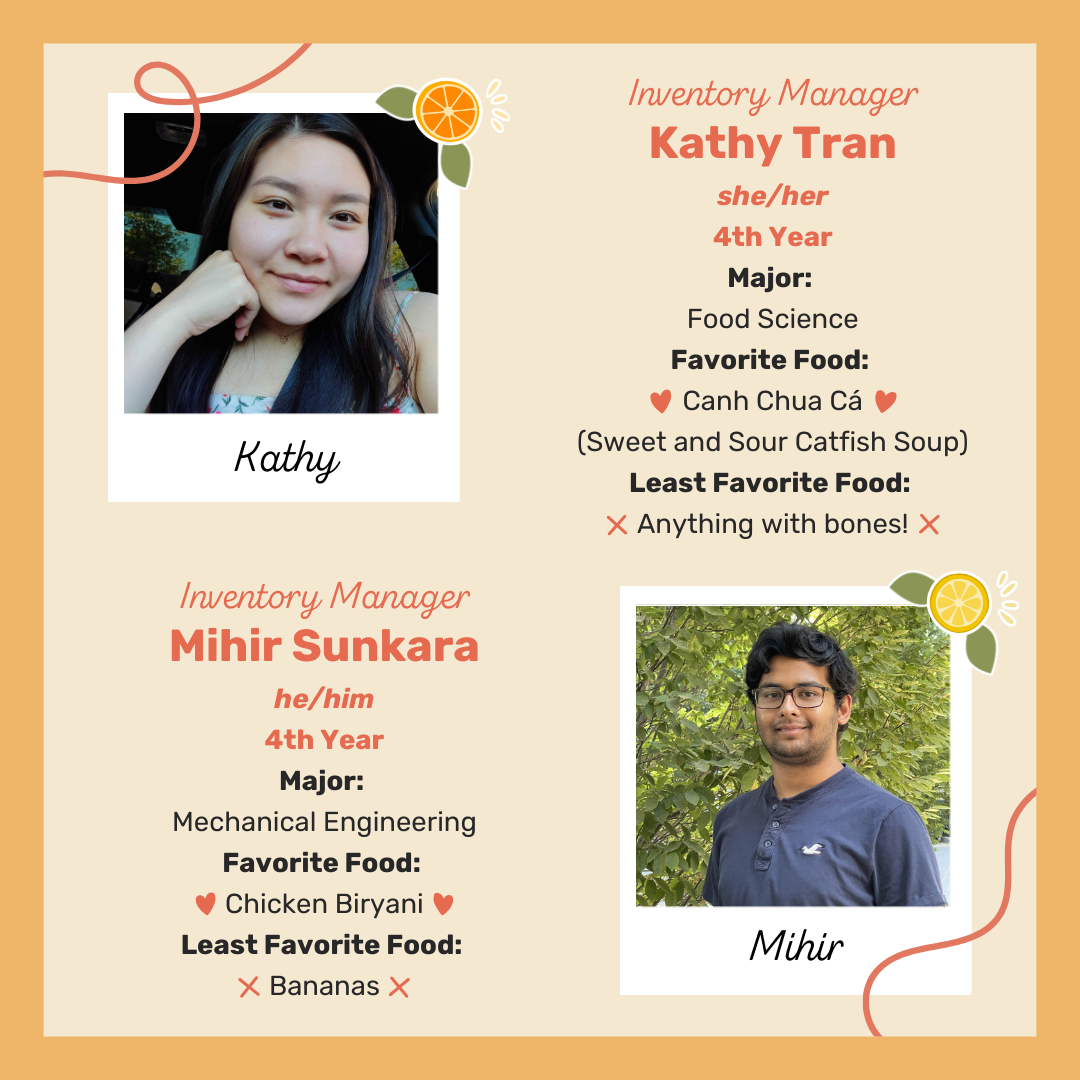 Inventory Manager
Kathy Tran
she/her
4th Year
Major:
Food Science
Favorite Food:
Canh Chua Cá
(Sweet and Sour Catfish Soup)
Least Favorite Food:
Anything with bones!
Kathy
Inventory Manager
Mihir Sunkara
he/him
4th Year
Major:
Mechanical Engineering
Favorite Food:
Chicken Biryani
Least Favorite Food:
Bananas
Mihir